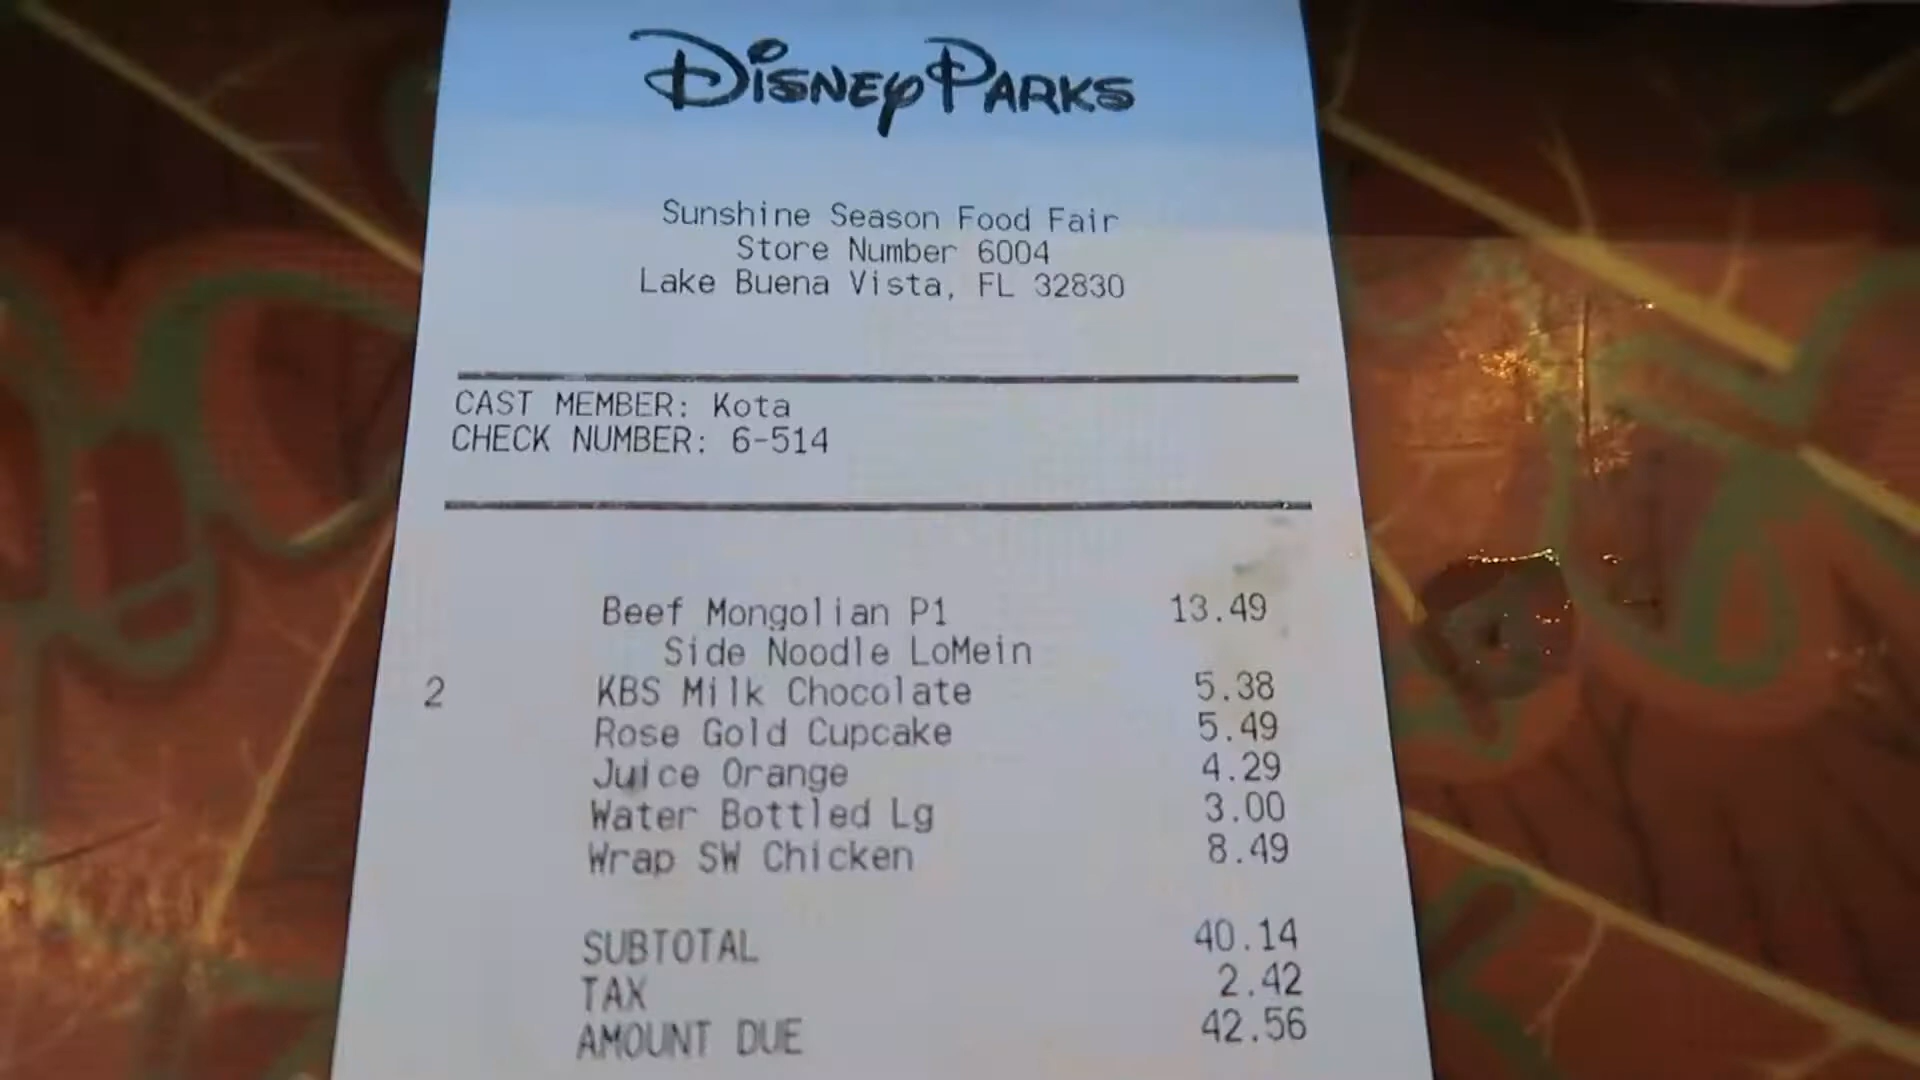 Disney Parks
Sunshine Season Food Fair
Store Number 6004
Lake Buena Vista, FL 32830
CAST MEMBER: Kota
CHECK NUMBER: 6-514
Beef Mongolian P1 13.49
Side Noodle LoMein
2 KBS Milk Chocolate 5.38
Rose Gold Cupcake 5.49
Juice Orange 4.29
Water Bottled Lg 3.00
Wrap SW Chicken 8.49
SUBTOTAL 40.14
TAX 2.42
AMOUNT DUE 42.56